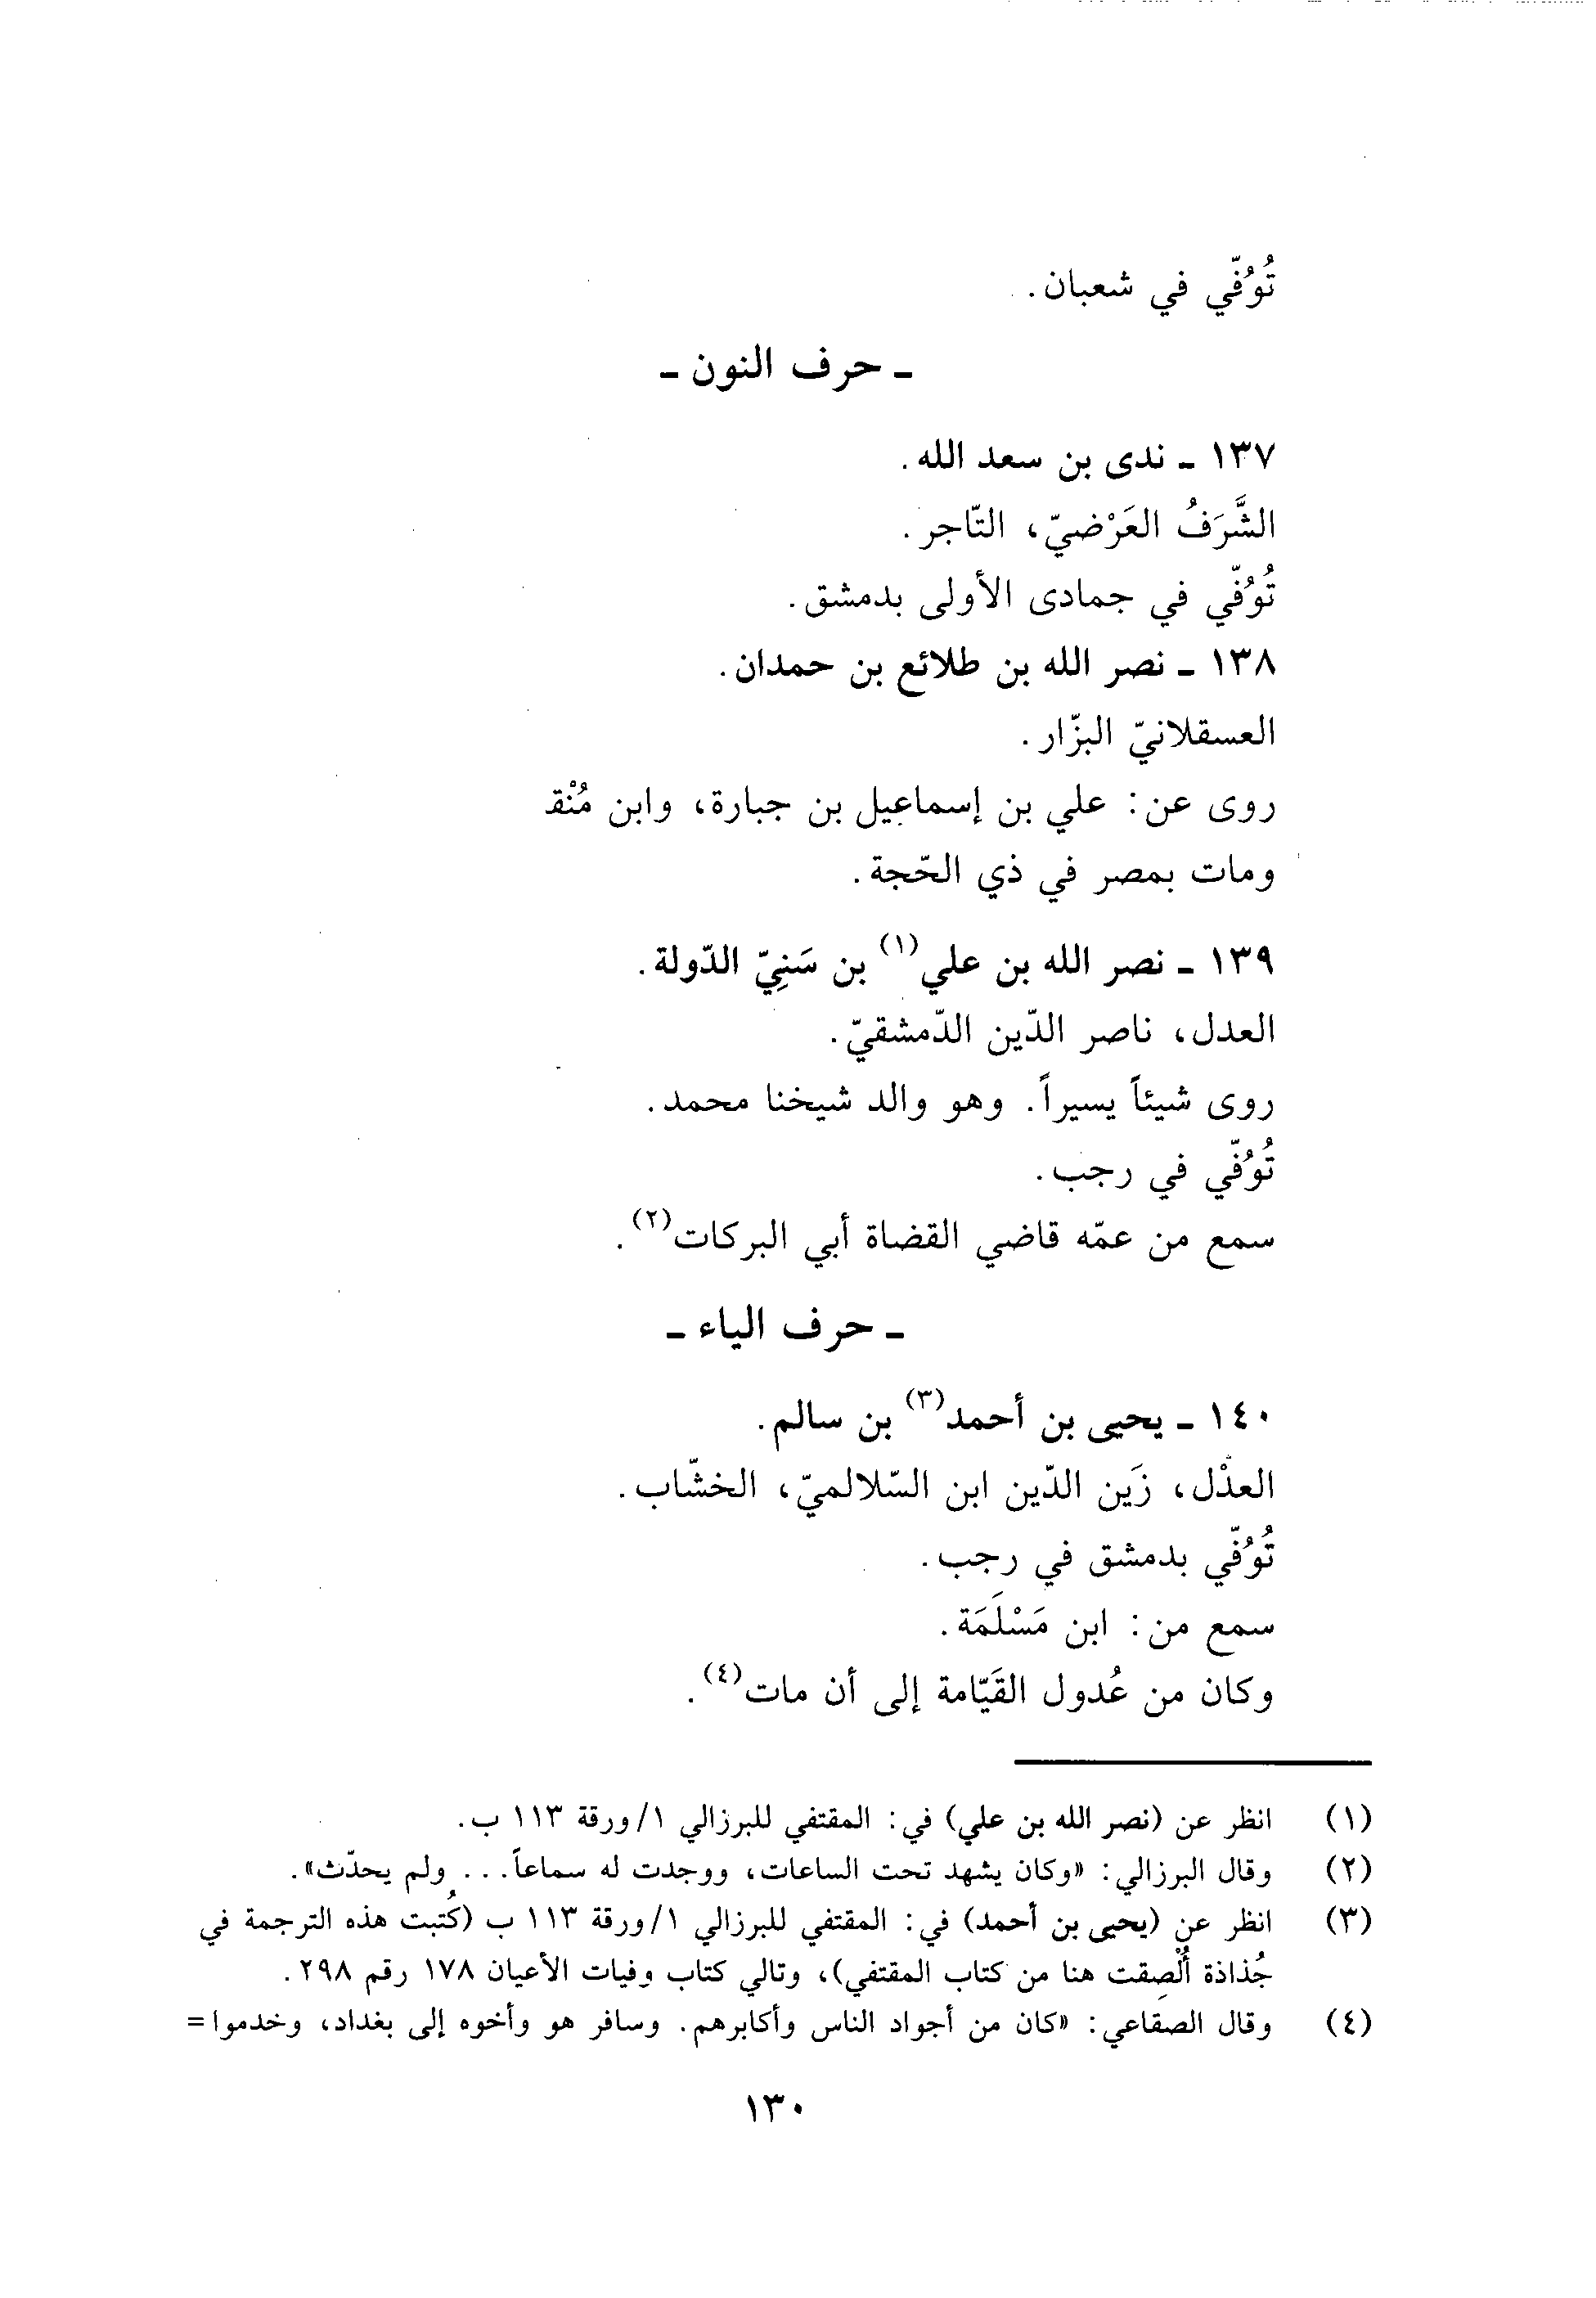 تُوُفّي في شعبان.
ـ حرف النون ـ
١٣٧ ـ ندى بن سعد الله.
الشَّرَفُ العَرْضيّ، التّاجر.
تُوُفّي في جمادى الأولى بدمشق.
١٣٨ ـ نصر الله بن طلائع بن حمدان.
العسقلانيّ البزّار.
روى عن: علي بن إسماعيل بن جبارة، وابن مُنْقـ
ومات بمصر في ذي الحّجة.
١٣٩ ـ نصر الله بن علي(١) بن سَنِيّ الدّولة.
العدل، ناصر الدّين الدّمشقيّ.
روى شيئاً يسيراً. وهو والد شيخنا محمد.
تُوُفّي في رجب.
سمع من عمّه قاضي القضاة أبي البركات(٢).
ـ حرف الياء ـ
١٤٠ ـ يحيى بن أحمد(٣) بن سالم.
العدْل، زَين الدّين ابن السّلالميّ، الخشّاب.
تُوُفّي بدمشق في رجب.
سمع من: ابن مَسْلَمَة.
وكان من عُدول القَيّامة إلى أن مات(٤).
(١) انظر عن (نصر الله بن علي) في: المقتفي للبرزالي ١/ورقة ١١٣ ب.
(٢) وقال البرزالي: «وكان يشهد تحت الساعات، ووجدت له سماعاً... ولم يحدّث».
(٣) انظر عن (يحيى بن أحمد) في: المقتفي للبرزالي ١/ورقة ١١٣ ب (كُتبت هذه الترجمة في
جُذاذة أُلْصِقت هنا من كتاب المقتفي)، وتالي كتاب وفيات الأعيان ١٧٨ رقم ٢٩٨.
(٤) وقال الصقاعي: «كان من أجواد الناس وأكابرهم. وسافر هو وأخوه إلى بغداد، وخدموا =
١٣٠